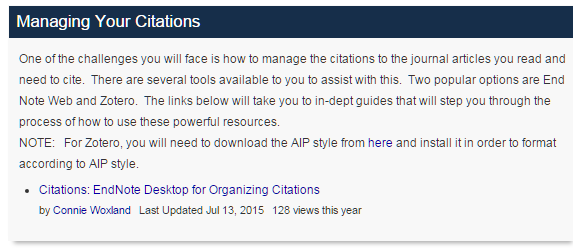 Managing Your Citations
One of the challenges you will face is how to manage the citations to the journal articles you read and
need to cite.  There are several tools available to you to assist with this.  Two popular options are End
Note Web and Zotero.  The links below will take you to in-dept guides that will step you through the
process of how to use these powerful resources.
NOTE:   For Zotero, you will need to download the AIP style from here and install it in order to format
according to AIP style.
• Citations: EndNote Desktop for Organizing Citations
by Connie Woxland   Last Updated Jul 13, 2015   128 views this year